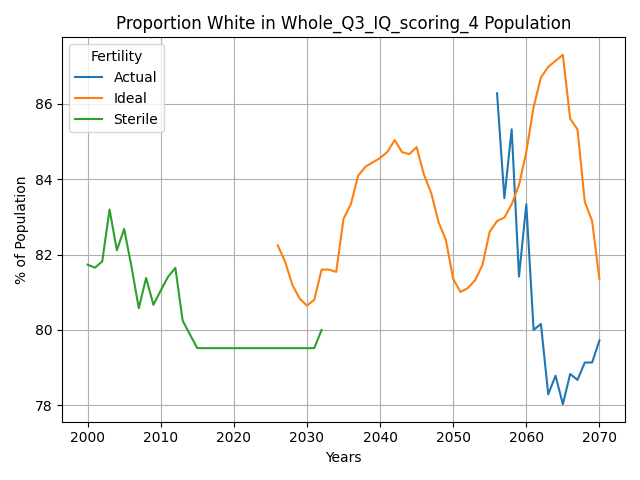 Proportion White in Whole_Q3_IQ_scoring_4 Population
Fertility
Actual
Ideal
Sterile
% of Population
86
84
82
80
78
2000
2010
2020
2030
2040
2050
2060
2070
Years